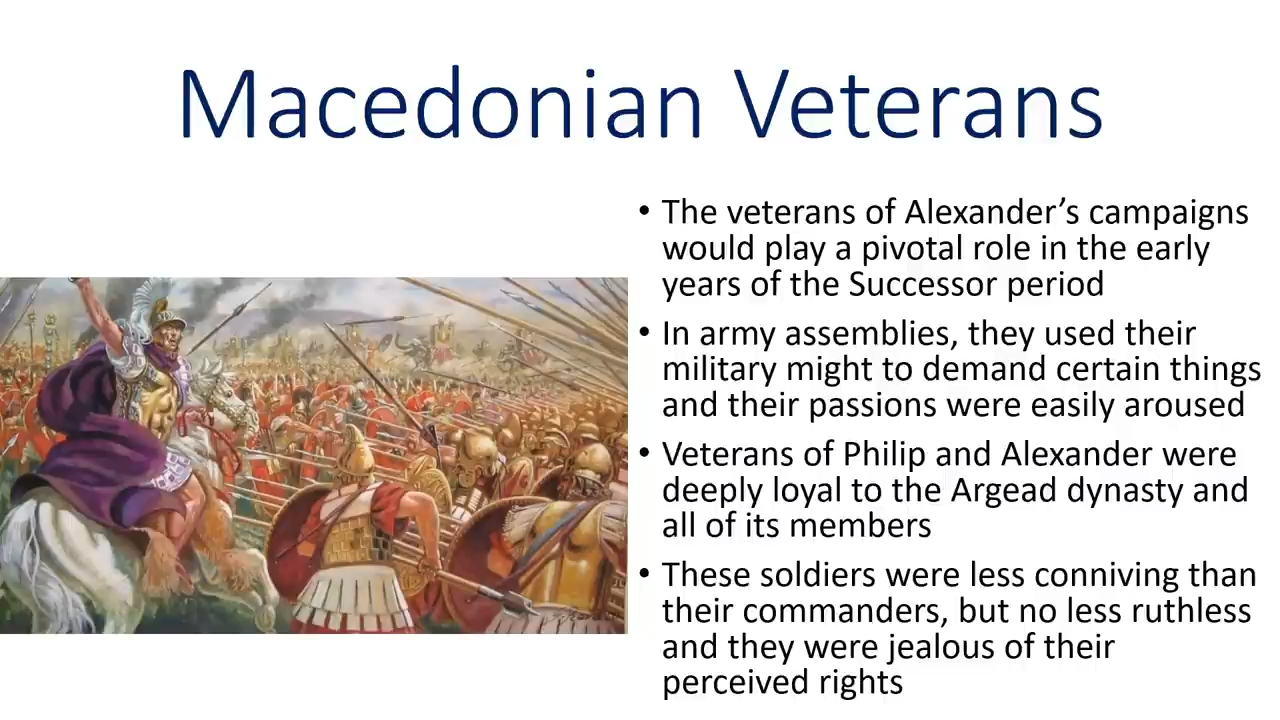 Macedonian Veterans
• The veterans of Alexander’s campaigns
would play a pivotal role in the early
years of the Successor period
• In army assemblies, they used their
military might to demand certain things
and their passions were easily aroused
• Veterans of Philip and Alexander were
deeply loyal to the Argead dynasty and
all of its members
• These soldiers were less conniving than
their commanders, but no less ruthless
and they were jealous of their
perceived rights